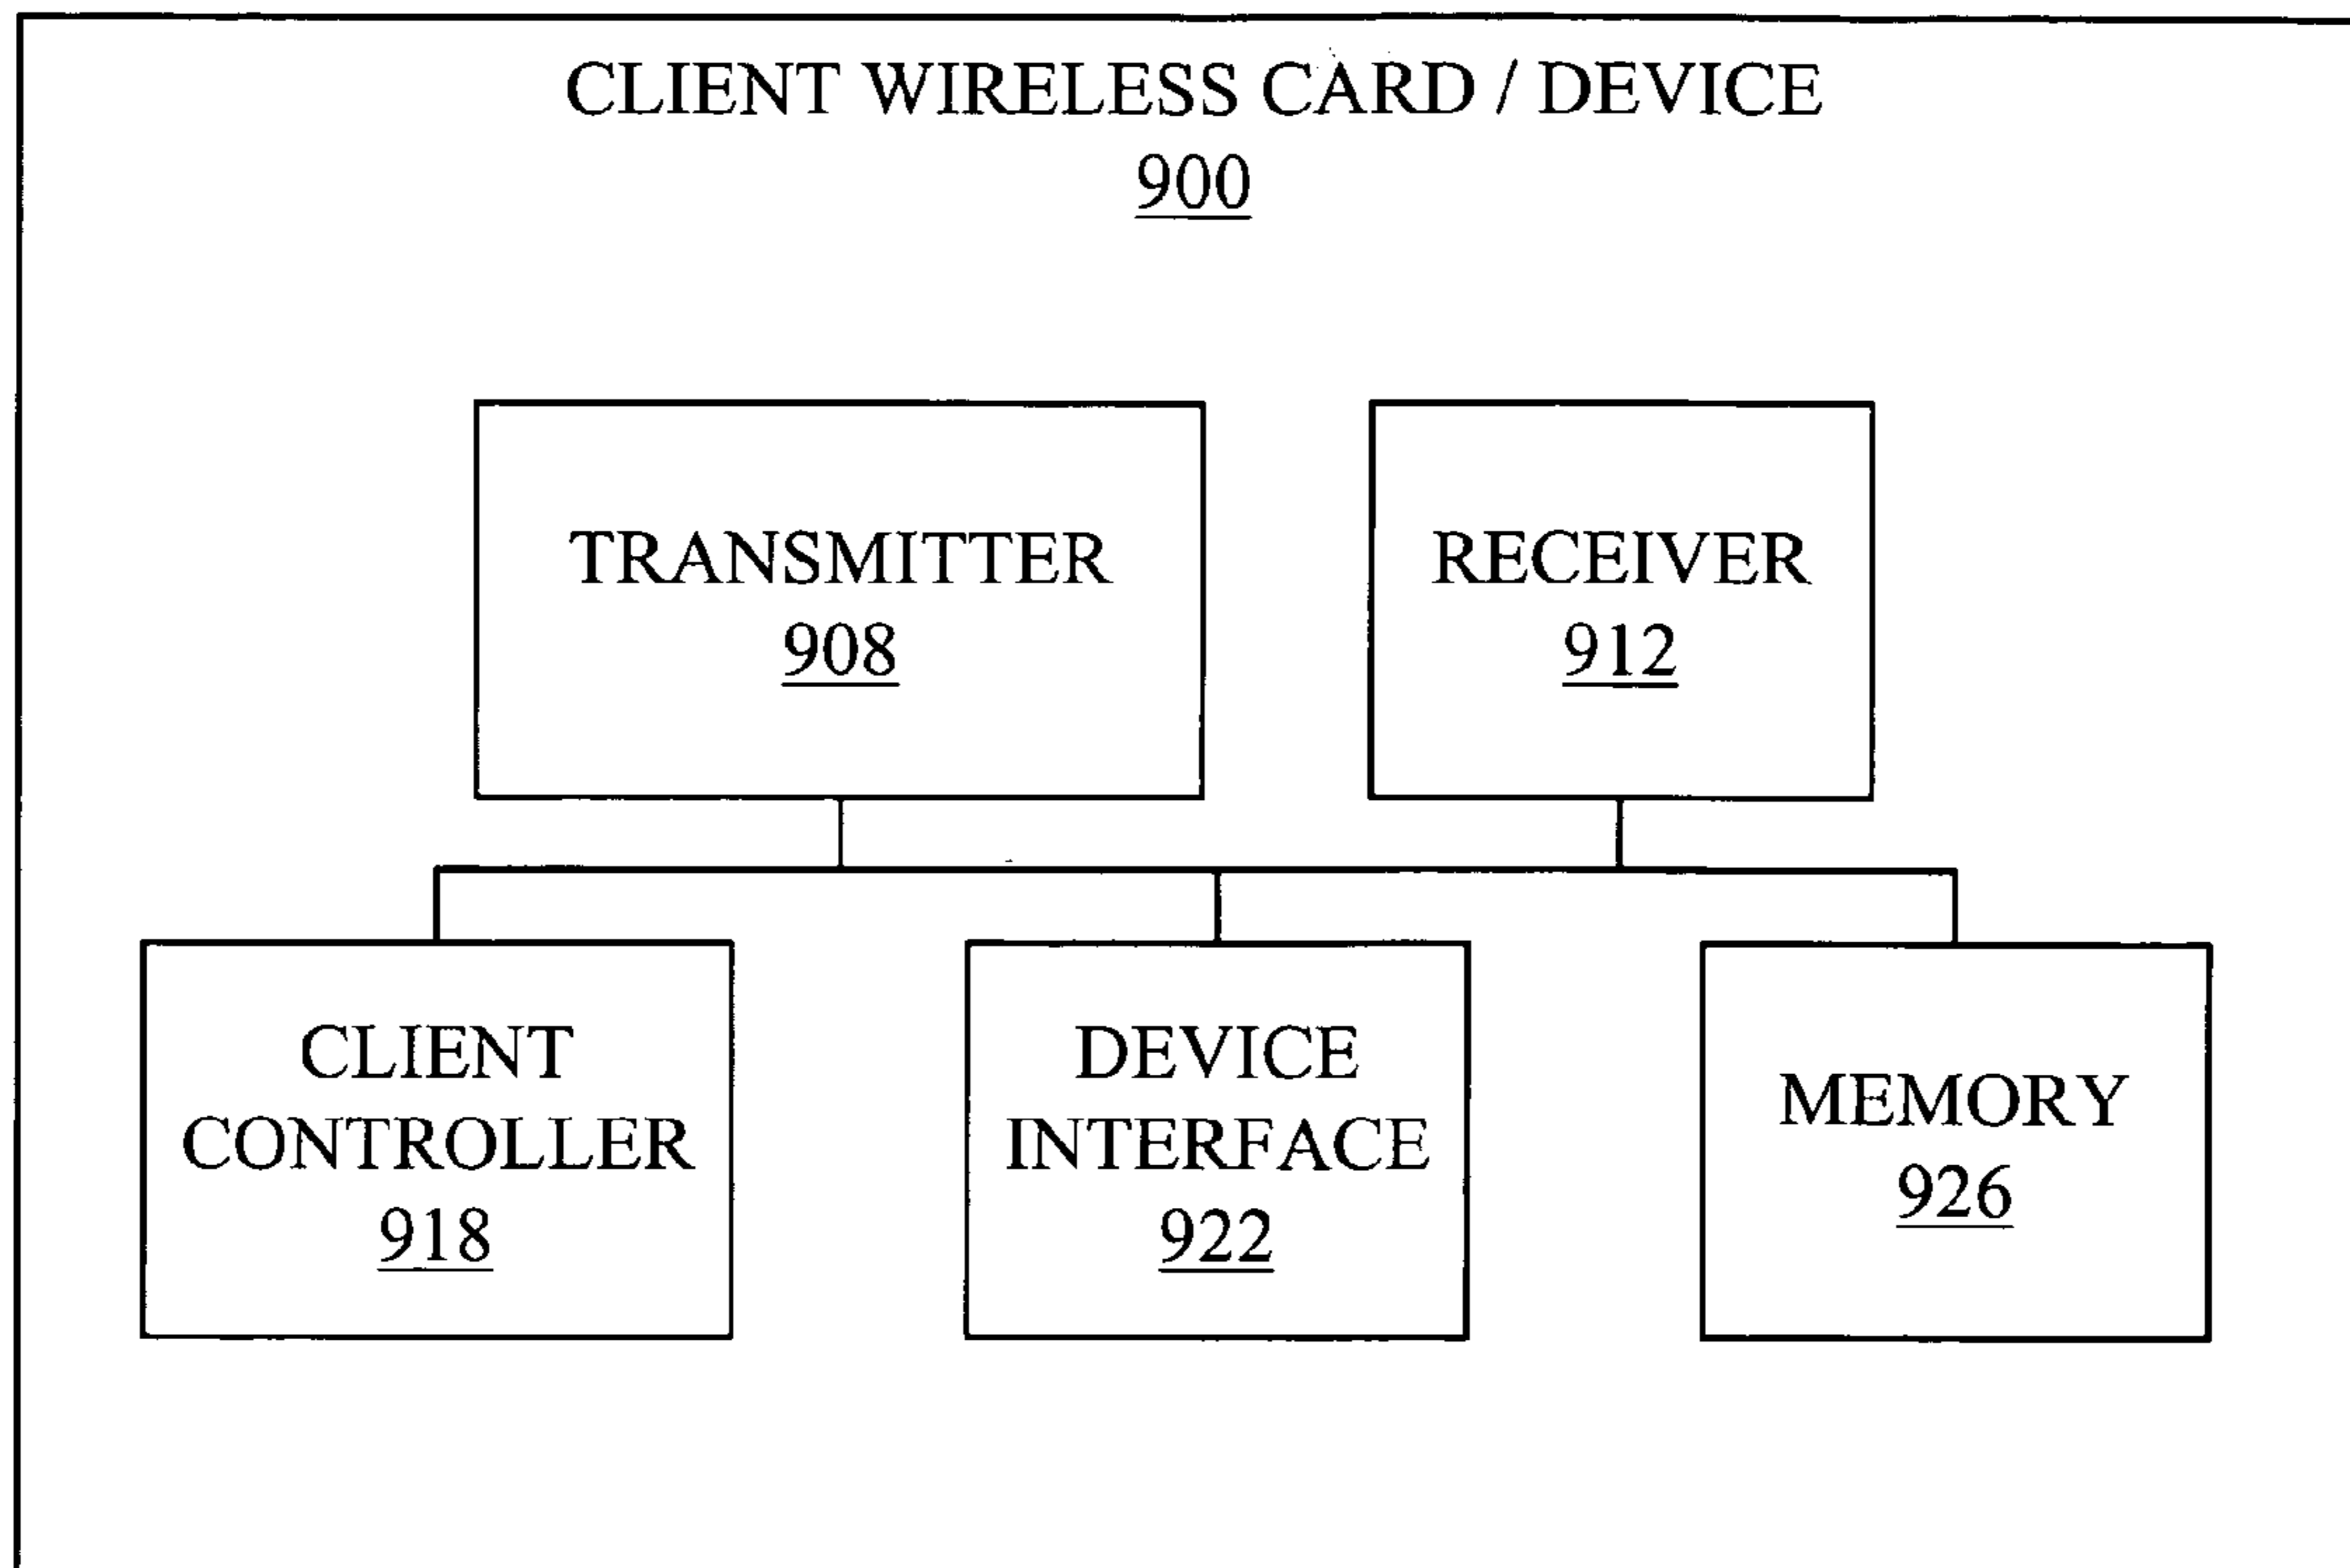 CLIENT WIRELESS CARD / DEVICE
900
TRANSMITTER
908
RECEIVER
912
CLIENT
CONTROLLER
918
DEVICE
INTERFACE
922
MEMORY
926